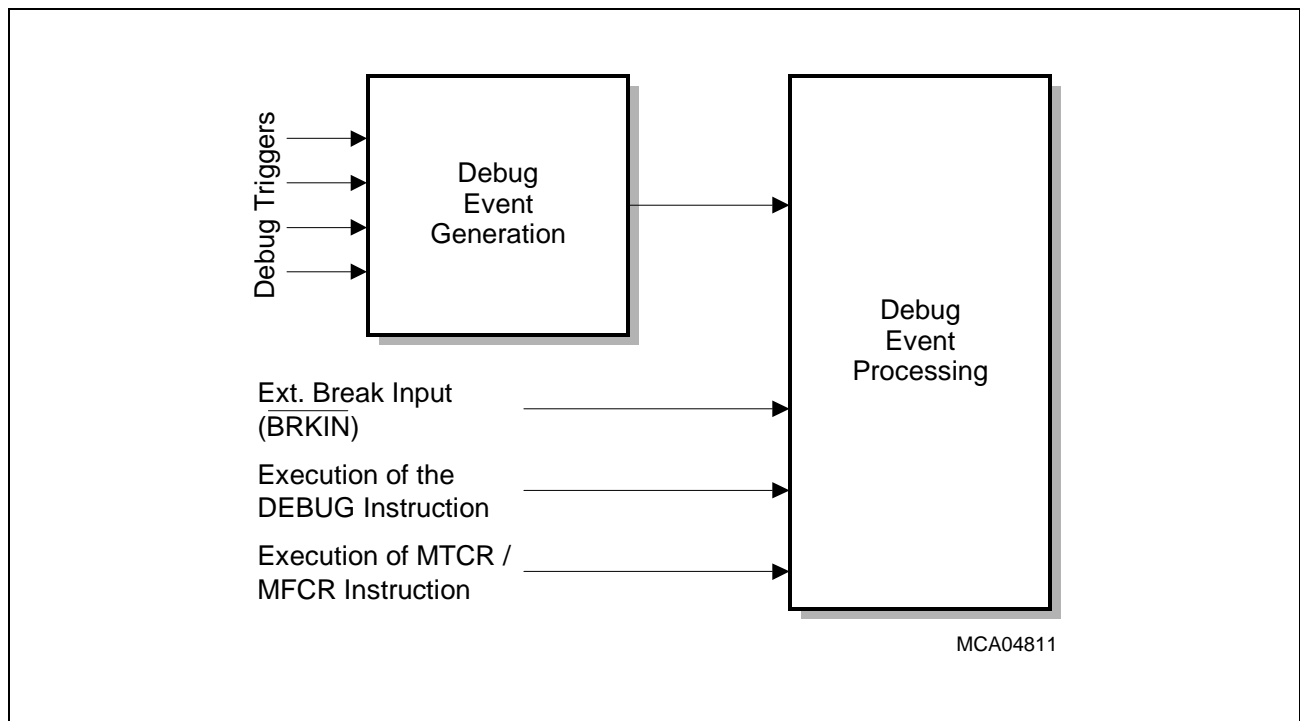 Debug Triggers
Debug
Event
Generation
Debug
Event
Processing
Ext. Break Input
(BRKIN)
Execution of the
DEBUG Instruction
Execution of MTCR /
MFCR Instruction
MCA04811